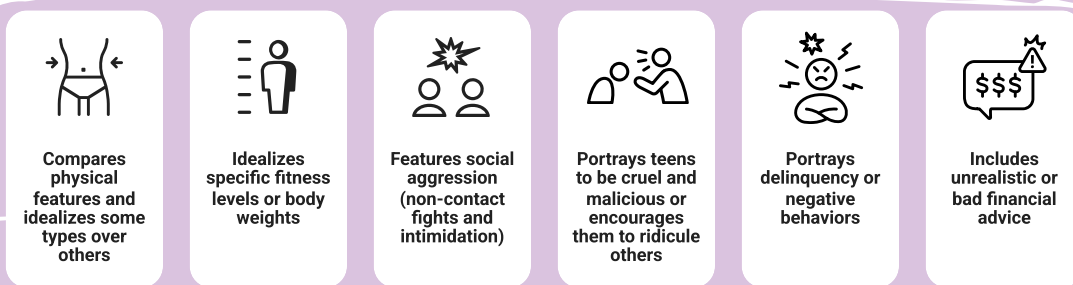 $$$
Compares
physical
features and
idealizes some
types over
others
Idealizes
specific fitness
levels or body
weights
Features social
aggression
(non-contact
fights and
intimidation)
Portrays teens
to be cruel and
malicious or
encourages
them to ridicule
others
Portrays
delinquency or
negative
behaviors
Includes
unrealistic or
bad financial
advice